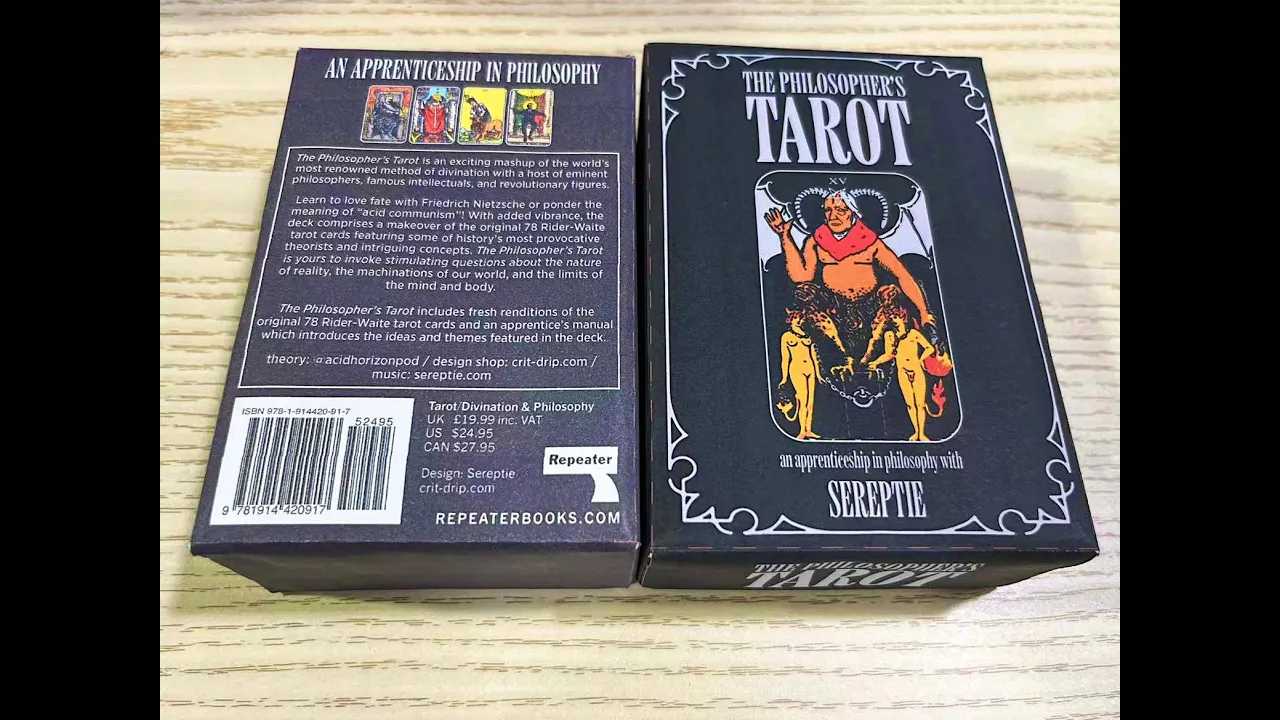 AN APPRENTICESHIP IN PHILOSOPHY
The Philosopher's Tarot is an exciting mashup of the world's
most renowned method of divination with a host of eminent
philosophers, famous intellectuals, and revolutionary figures.
Learn to love fate with Friedrich Nietzsche or ponder the
meaning of "acid communism"! With added vibrance, the
deck comprises a makeover of the original 78 Rider-Waite
tarot cards featuring some of history's most provocative
theorists and intriguing concepts. The Philosopher's Tarot
is yours to invoke stimulating questions about the nature
of reality, the machinations of our world, and the limits of
the mind and body.
The Philosopher's Tarot includes fresh renditions of the
original 78 Rider-Waite tarot cards and an apprentice's manual
which introduces the ideas and themes featured in the deck.
theory: @acidhorizonpod / design shop: crit-drip.com /
music: sereptie.com
ISBN 978-1-914420-91-7
52495
9 781914 420917
Tarot/Divination & Philosophy
UK £19.99 inc. VAT
US $24.95
CAN $27.95
Design: Sereptie
crit-drip.com
Repeater
REPEATERBOOKS.COM
THE PHILOSOPHER'S
TAROT
XV
an apprenticeship in philosophy with
SEREPTIE
THE PHILOSOPHER'S
TAROT